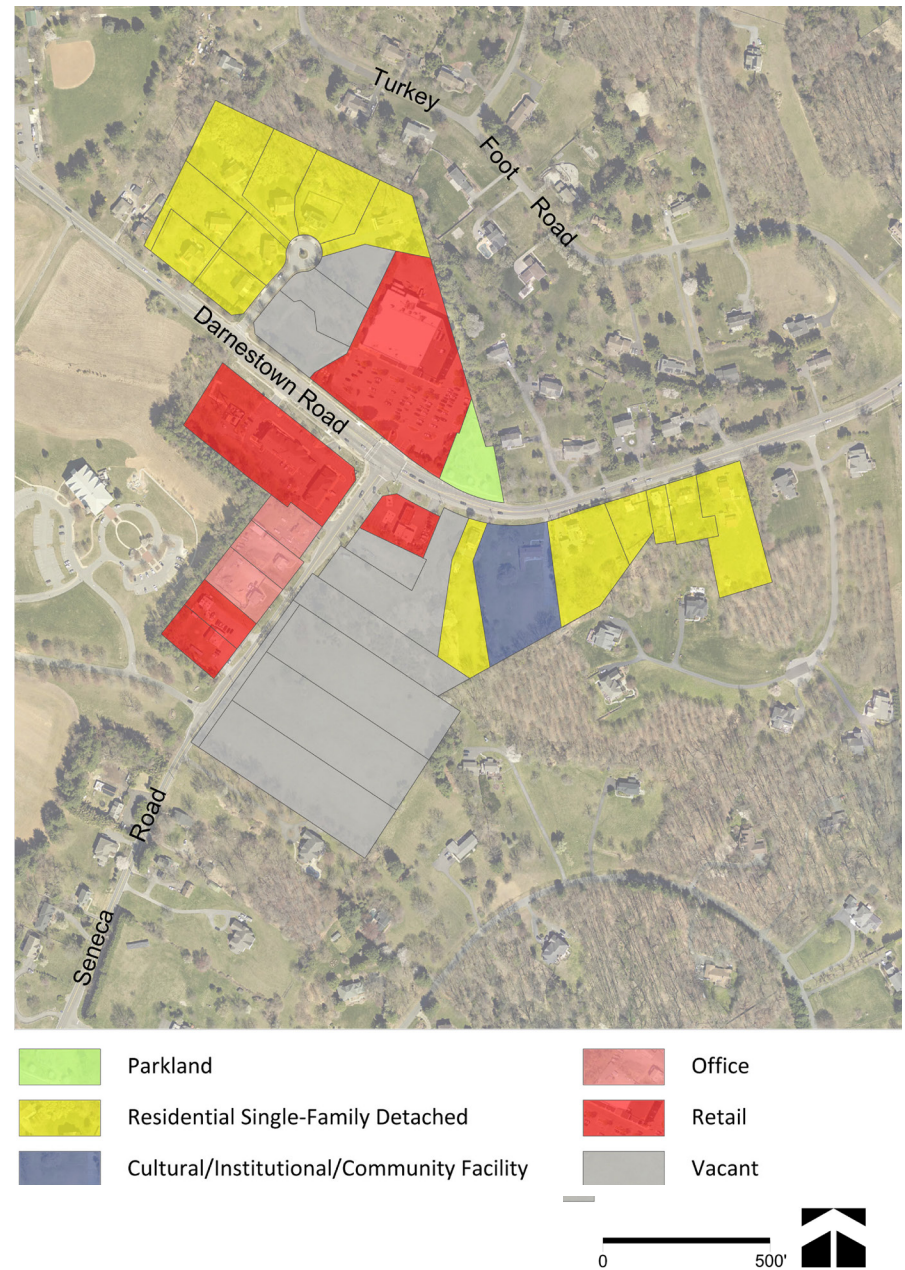 Turkey
Foot
Road
Darnestown Road
Seneca
Road
Parkland
Office
Residential Single-Family Detached
Retail
Cultural/Institutional/Community Facility
Vacant
0
500'